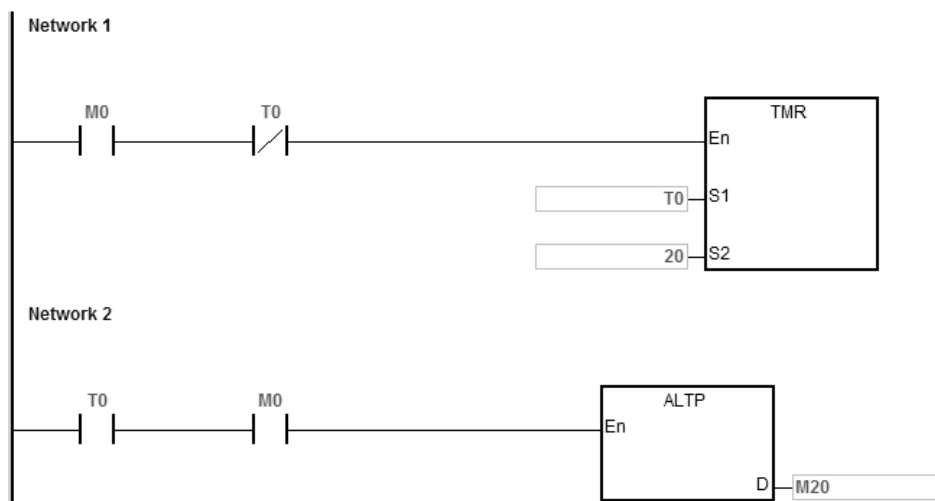 Network 1
M0 T0 TMR
En
T0 S1
20 S2
Network 2
T0 M0 ALTP
En
D M20